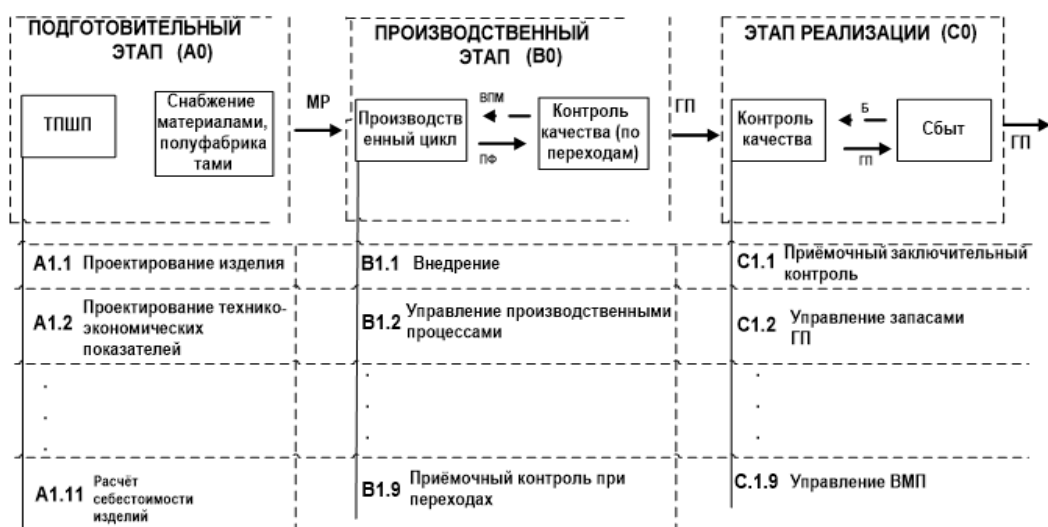 ПОДГОТОВИТЕЛЬНЫЙ
ЭТАП (А0)
ТПШП
Снабжение
материалами,
полуфабрика
тами
МР
ПРОИЗВОДСТВЕННЫЙ
ЭТАП (В0)
Производств
енный цикл
ВПМ
ПФ
Контроль
качества (по
переходам)
ГП
ЭТАП РЕАЛИЗАЦИИ (С0)
Контроль
качества
Б
ГП
Сбыт
ГП
А1.1 Проектирование изделия
В1.1 Внедрение
С1.1 Приёмочный заключительный
контроль
А1.2 Проектирование технико-
экономических
показателей
В1.2 Управление производственными
процессами
С1.2 Управление запасами
ГП
А1.11 Расчёт
себестоимости
изделий
В1.9 Приёмочный контроль при
переходах
С.1.9 Управление ВМП